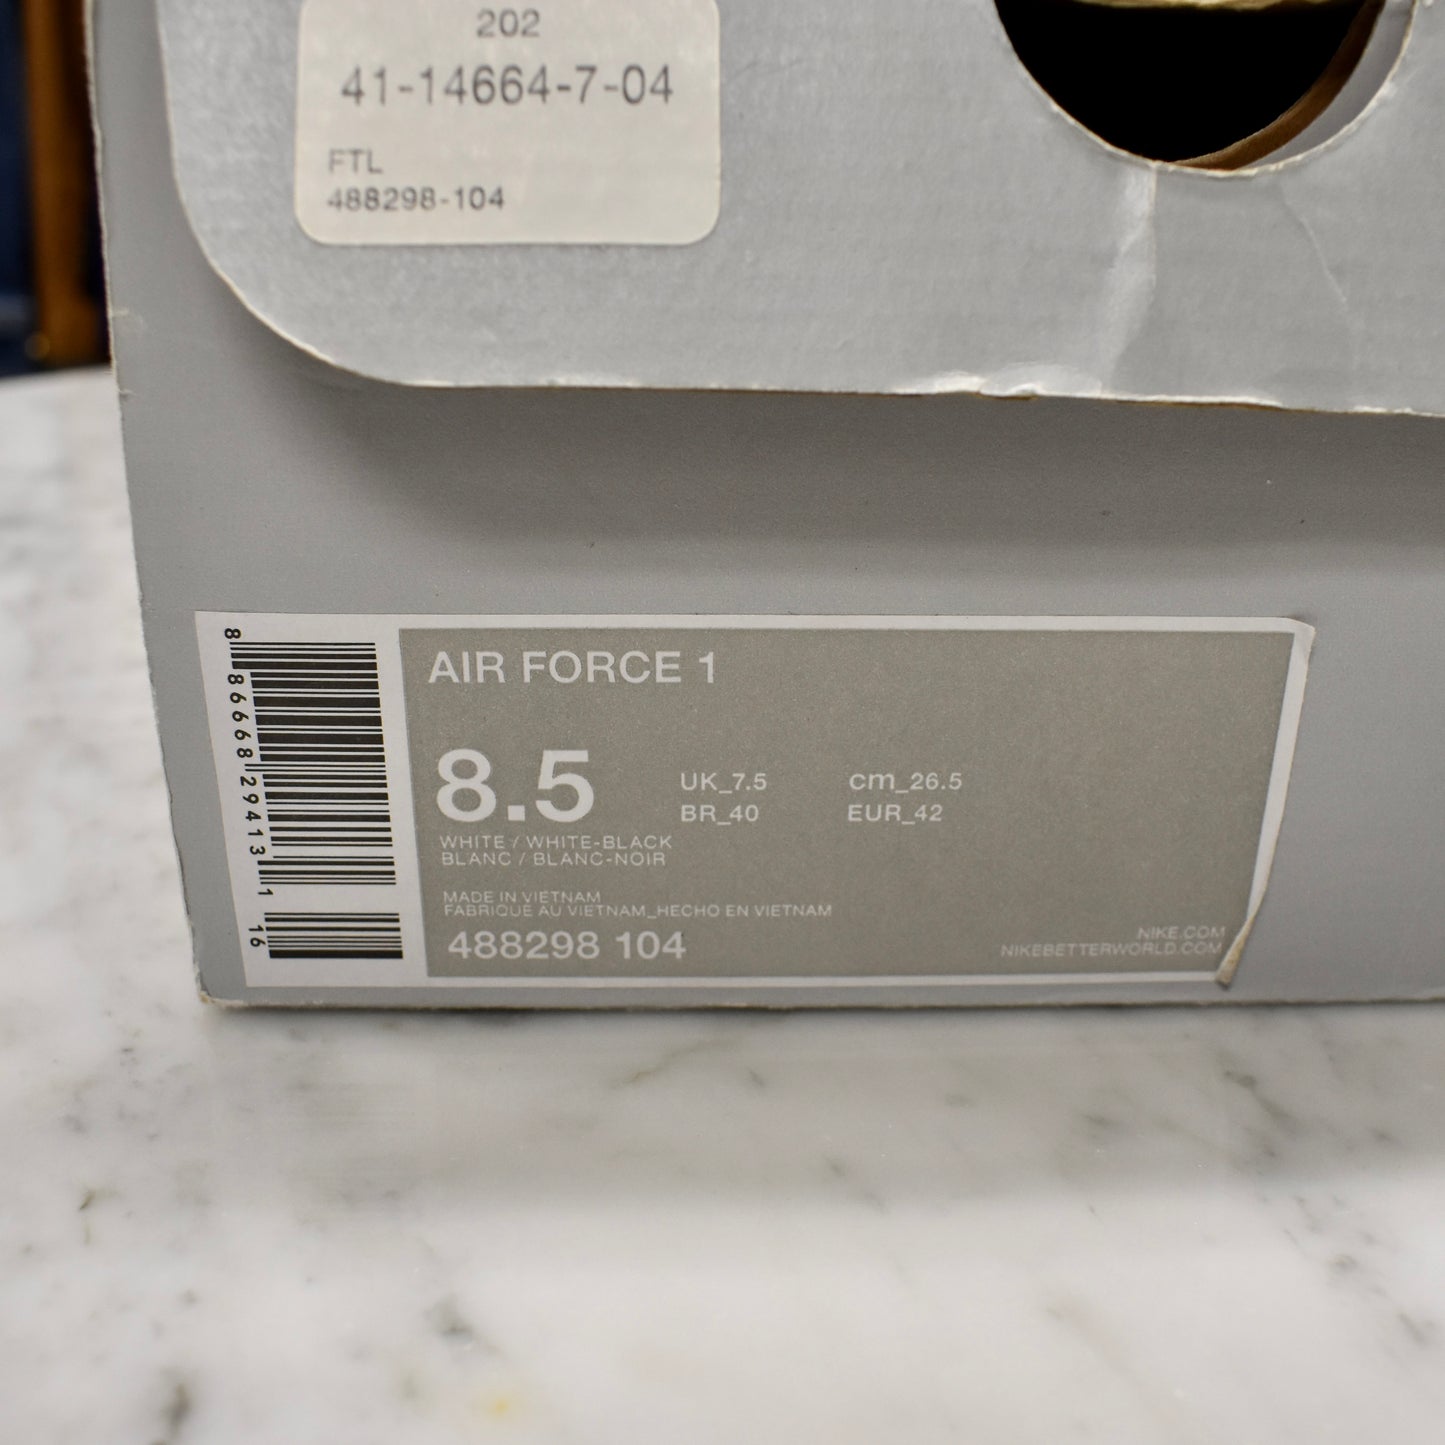 202
41-14664-7-04
FTL
488298-104
8 86668 29413 1 16
AIR FORCE 1
8.5
UK_7.5 cm_26.5
BR_40 EUR_42
WHITE / WHITE-BLACK
BLANC / BLANC-NOIR
MADE IN VIETNAM
FABRIQUE AU VIETNAM_HECHO EN VIETNAM
488298 104
NIKE.COM
NIKEBETTERWORLD.COM